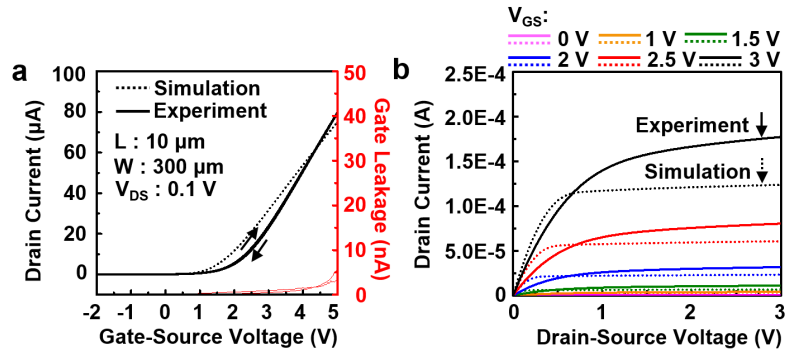 V_GS:
0 V 1 V 1.5 V
2 V 2.5 V 3 V
a
Drain Current (μA)
100
80
60
40
20
0
Simulation
Experiment
L : 10 μm
W : 300 μm
V_DS : 0.1 V
50
40
30
20
10
0
Gate Leakage (nA)
-2 -1 0 1 2 3 4 5
Gate-Source Voltage (V)
b
Drain Current (A)
2.5E-4
2.0E-4
1.5E-4
1.0E-4
5.0E-5
0.0
Experiment
Simulation
0 1 2 3
Drain-Source Voltage (V)